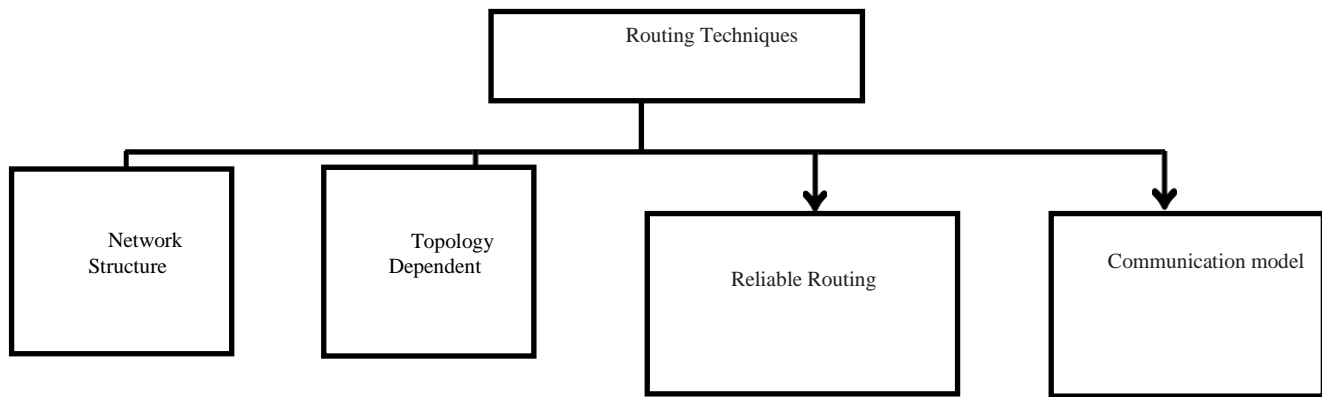 Routing Techniques
Network
Structure
Topology
Dependent
Reliable Routing
Communication model